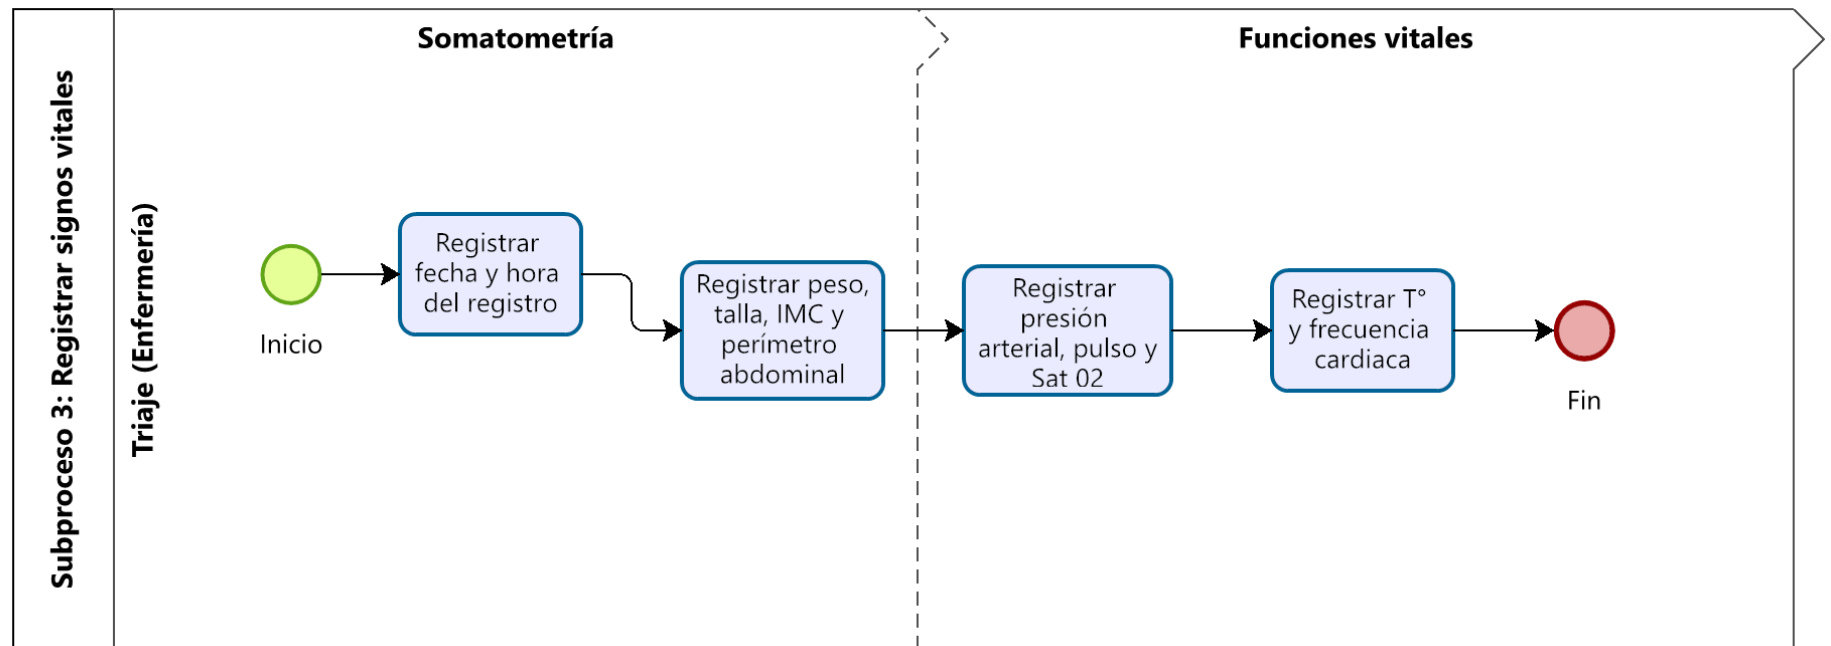 Somatometría
Funciones vitales
Subproceso 3: Registrar signos vitales
Triaje (Enfermería)
Inicio
Registrar
fecha y hora
del registro
Registrar peso,
talla, IMC y
perímetro
abdominal
Registrar
presión
arterial, pulso y
Sat 02
Registrar T°
y frecuencia
cardiaca
Fin